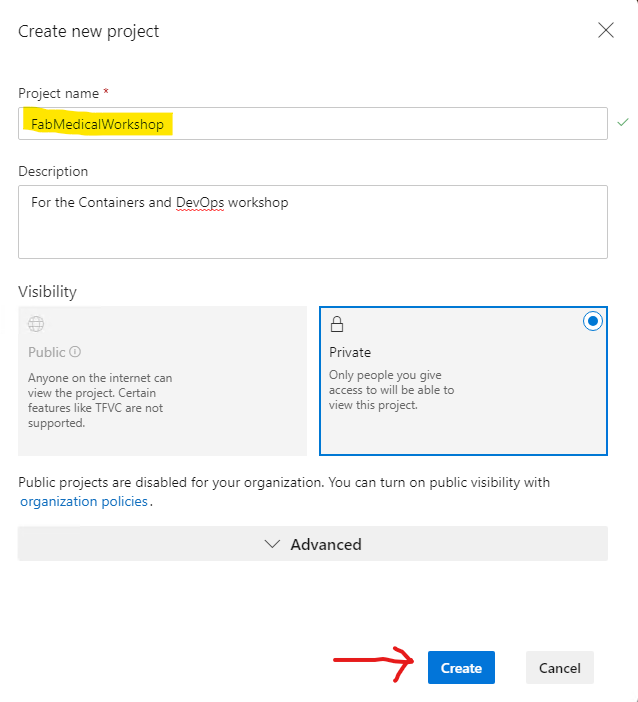 Create new project
Project name *
FabMedicalWorkshop
Description
For the Containers and DevOps workshop
Visibility
Public
Anyone on the internet can
view the project. Certain
features like TFVC are not
supported.
Private
Only people you give
access to will be able to
view this project.
Public projects are disabled for your organization. You can turn on public visibility with
organization policies.
Advanced
Create
Cancel